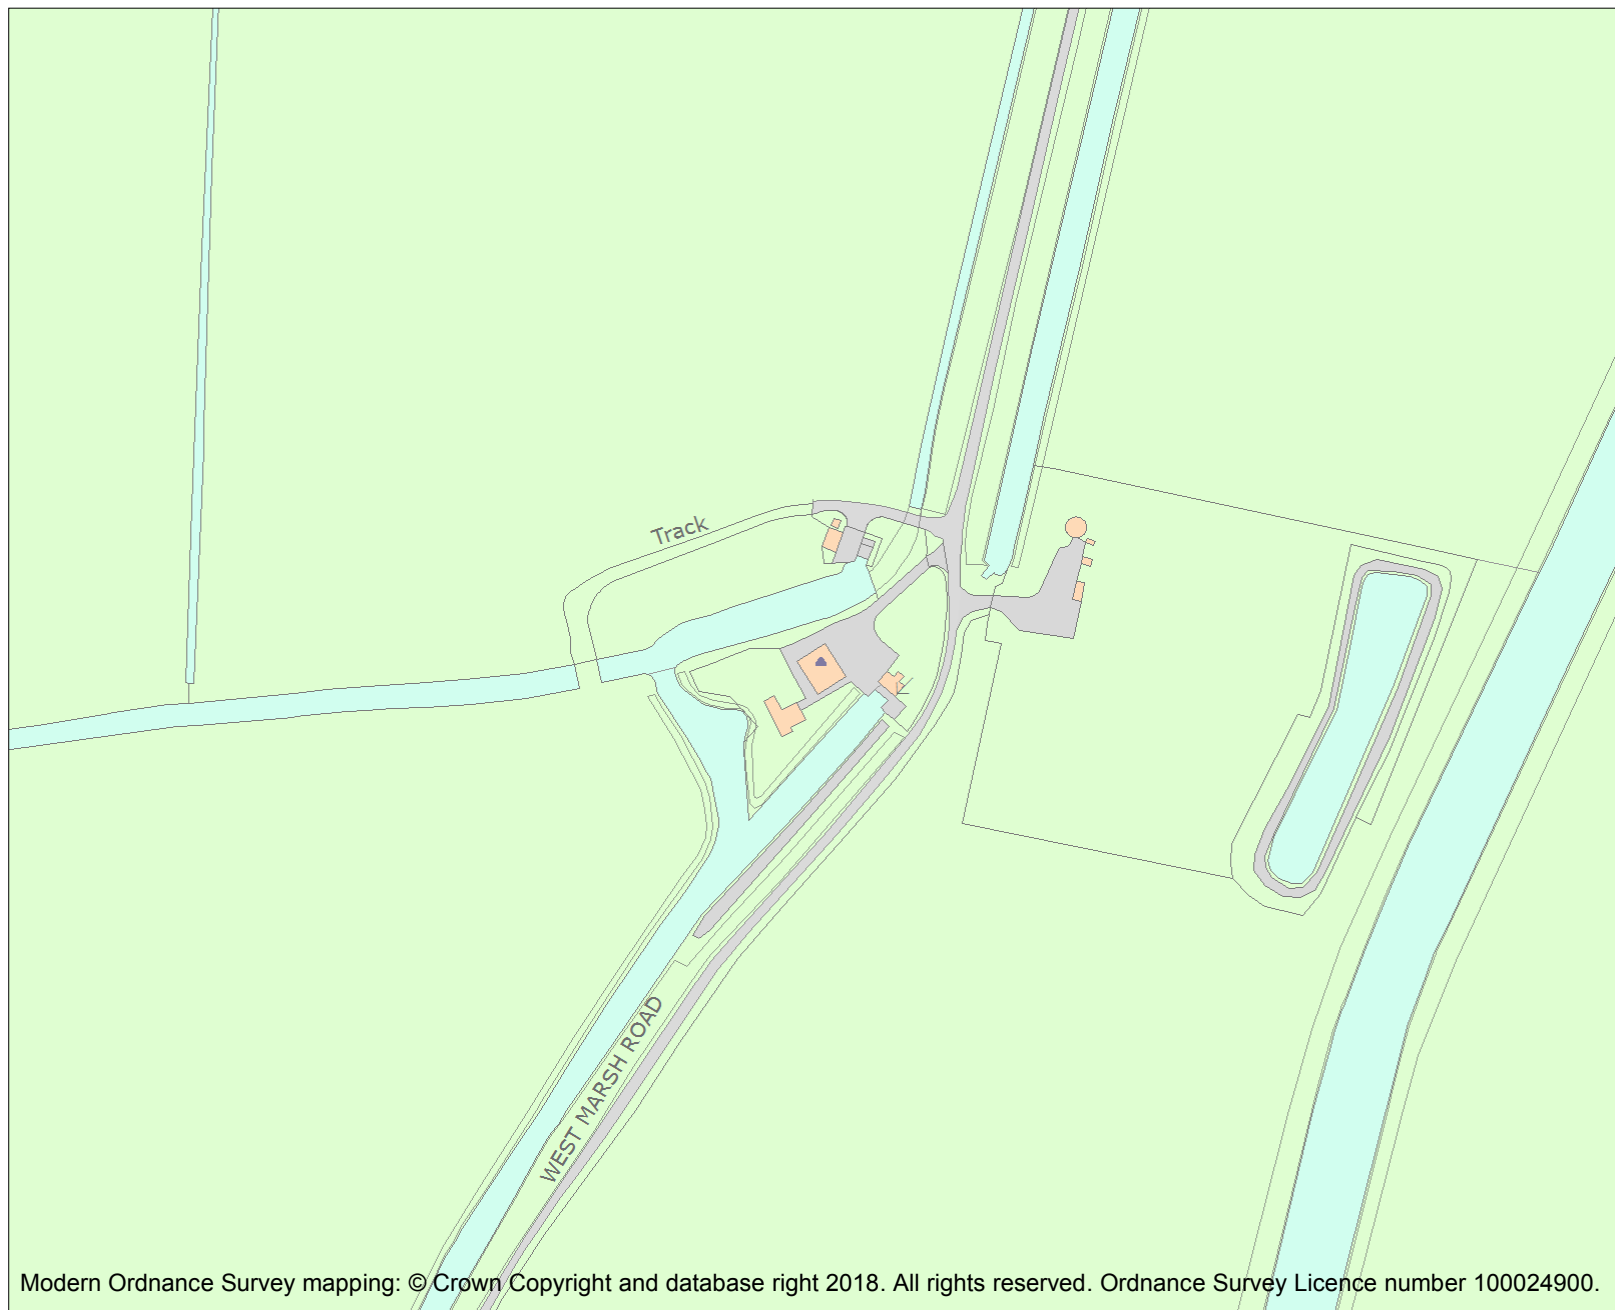 Track
WEST MARSH ROAD
Modern Ordnance Survey mapping: © Crown Copyright and database right 2018. All rights reserved. Ordnance Survey Licence number 100024900.